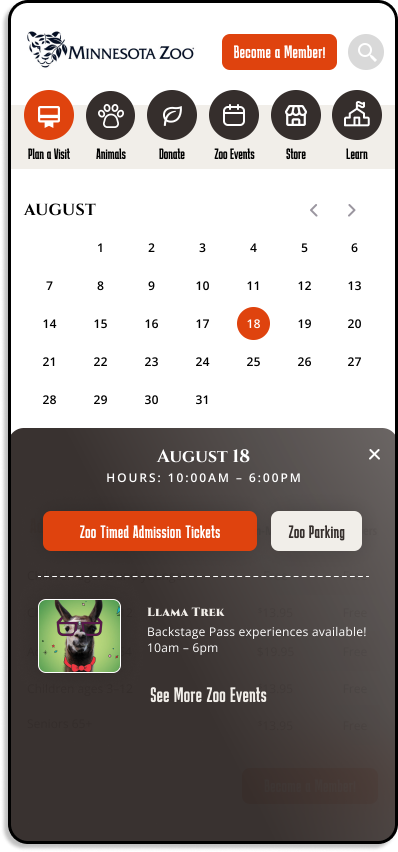 MINNESOTA ZOO
Become a Member!
Plan a Visit Animals Donate Zoo Events Store Learn
AUGUST
1 2 3 4 5 6
7 8 9 10 11 12 13
14 15 16 17 18 19 20
21 22 23 24 25 26 27
28 29 30 31
AUGUST 18
HOURS: 10:00AM – 6:00PM
Zoo Timed Admission Tickets Zoo Parking
LLAMA TREK
Backstage Pass experiences available!
10am – 6pm
See More Zoo Events